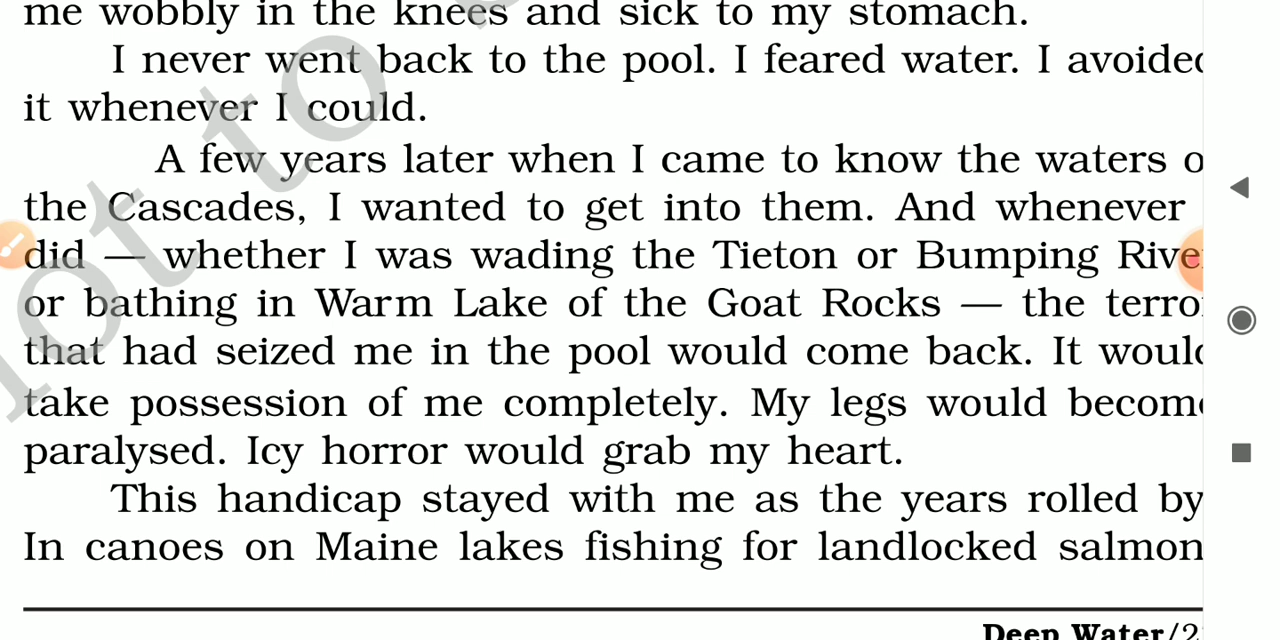 me wobbly in the knees and sick to my stomach.
I never went back to the pool. I feared water. I avoided
it whenever I could.
A few years later when I came to know the waters o
the Cascades, I wanted to get into them. And whenever
did — whether I was wading the Tieton or Bumping Rive
or bathing in Warm Lake of the Goat Rocks — the terro
that had seized me in the pool would come back. It would
take possession of me completely. My legs would become
paralysed. Icy horror would grab my heart.
This handicap stayed with me as the years rolled by
In canoes on Maine lakes fishing for landlocked salmon
Deep Water/2
not to